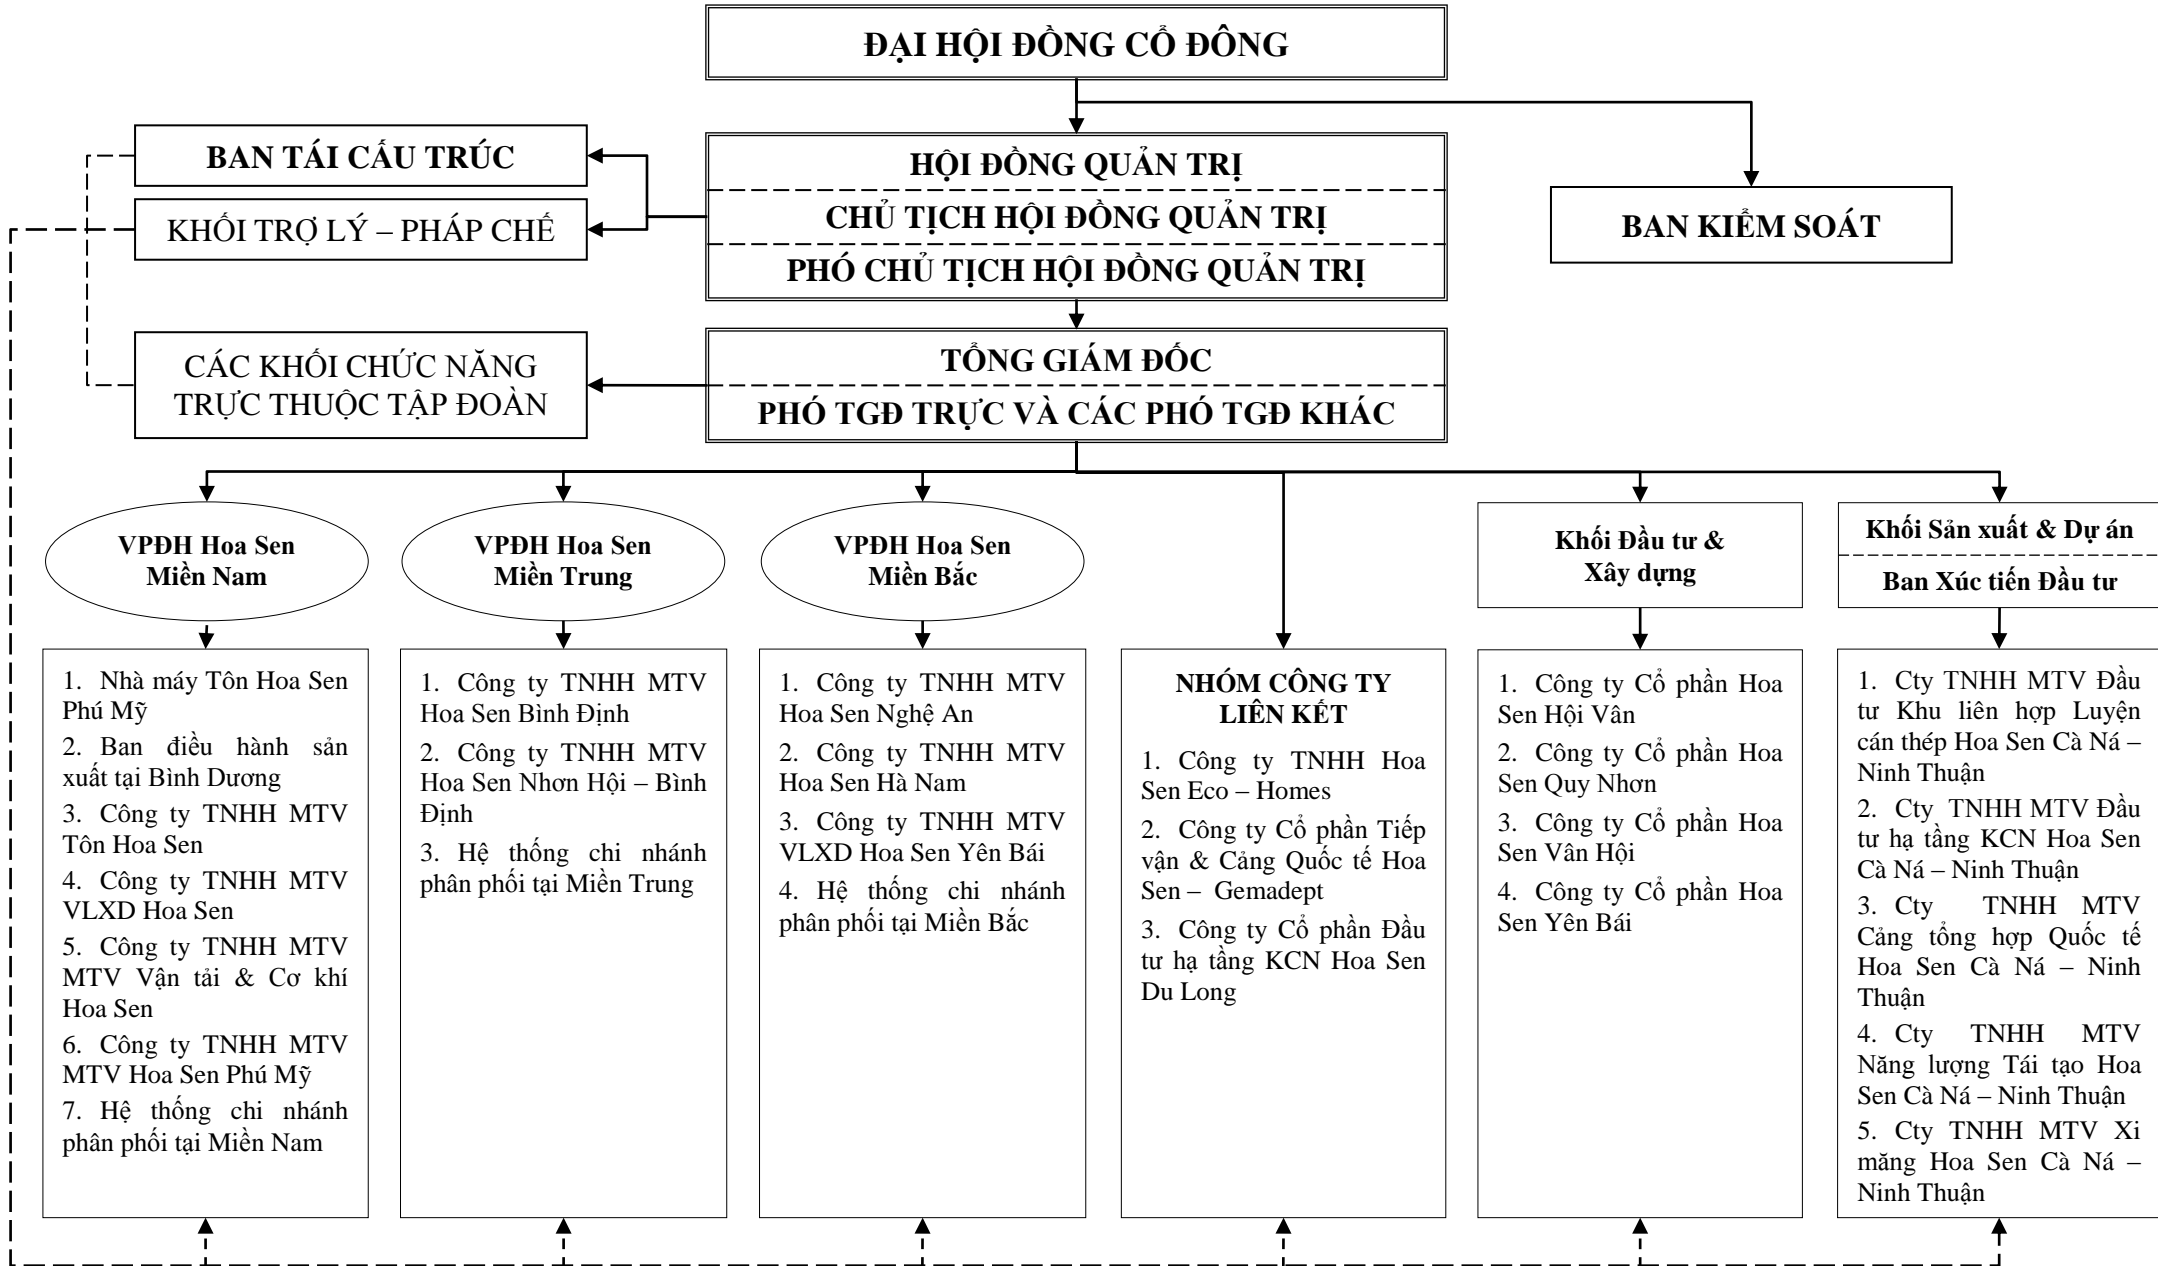 ĐẠI HỘI ĐỒNG CỔ ĐÔNG
BAN TÁI CẤU TRÚC
KHỐI TRỢ LÝ – PHÁP CHẾ
HỘI ĐỒNG QUẢN TRỊ
CHỦ TỊCH HỘI ĐỒNG QUẢN TRỊ
PHÓ CHỦ TỊCH HỘI ĐỒNG QUẢN TRỊ
BAN KIỂM SOÁT
CÁC KHỐI CHỨC NĂNG
TRỰC THUỘC TẬP ĐOÀN
TỔNG GIÁM ĐỐC
PHÓ TGĐ TRỰC VÀ CÁC PHÓ TGĐ KHÁC
VPĐH Hoa Sen
Miền Nam
VPĐH Hoa Sen
Miền Trung
VPĐH Hoa Sen
Miền Bắc
Khối Đầu tư &
Xây dựng
Khối Sản xuất & Dự án
Ban Xúc tiến Đầu tư
1. Nhà máy Tôn Hoa Sen
Phú Mỹ
2. Ban điều hành sản
xuất tại Bình Dương
3. Công ty TNHH MTV
Tôn Hoa Sen
4. Công ty TNHH MTV
VLXD Hoa Sen
5. Công ty TNHH MTV
MTV Vận tải & Cơ khí
Hoa Sen
6. Công ty TNHH MTV
MTV Hoa Sen Phú Mỹ
7. Hệ thống chi nhánh
phân phối tại Miền Nam
1. Công ty TNHH MTV
Hoa Sen Bình Định
2. Công ty TNHH MTV
Hoa Sen Nhơn Hội – Bình
Định
3. Hệ thống chi nhánh
phân phối tại Miền Trung
1. Công ty TNHH MTV
Hoa Sen Nghệ An
2. Công ty TNHH MTV
Hoa Sen Hà Nam
3. Công ty TNHH MTV
VLXD Hoa Sen Yên Bái
4. Hệ thống chi nhánh
phân phối tại Miền Bắc
NHÓM CÔNG TY
LIÊN KẾT
1. Công ty TNHH Hoa
Sen Eco – Homes
2. Công ty Cổ phần Tiếp
vận & Cảng Quốc tế Hoa
Sen – Gemadept
3. Công ty Cổ phần Đầu
tư hạ tầng KCN Hoa Sen
Du Long
1. Công ty Cổ phần Hoa
Sen Hội Vân
2. Công ty Cổ phần Hoa
Sen Quy Nhơn
3. Công ty Cổ phần Hoa
Sen Vân Hội
4. Công ty Cổ phần Hoa
Sen Yên Bái
1. Cty TNHH MTV Đầu
tư Khu liên hợp Luyện
cán thép Hoa Sen Cà Ná –
Ninh Thuận
2. Cty TNHH MTV Đầu
tư hạ tầng KCN Hoa Sen
Cà Ná – Ninh Thuận
3. Cty TNHH MTV
Cảng tổng hợp Quốc tế
Hoa Sen Cà Ná – Ninh
Thuận
4. Cty TNHH MTV
Năng lượng Tái tạo Hoa
Sen Cà Ná – Ninh Thuận
5. Cty TNHH MTV Xi
măng Hoa Sen Cà Ná –
Ninh Thuận